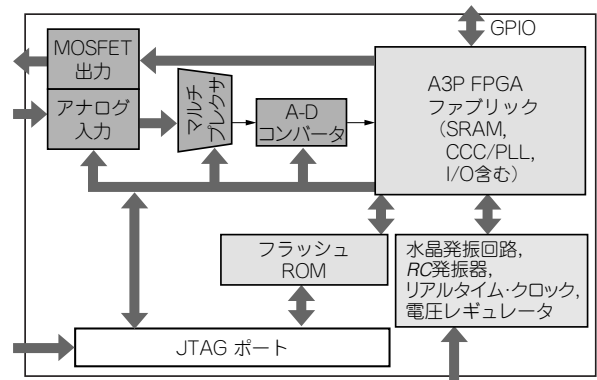 GPIO
MOSFET
出力
アナログ
入力
マルチ
プレクサ
A-D
コンバータ
A3P FPGA
ファブリック
(SRAM,
CCC/PLL,
I/O含む)
フラッシュ
ROM
水晶発振回路,
RC発振器,
リアルタイム・クロック,
電圧レギュレータ
JTAG ポート